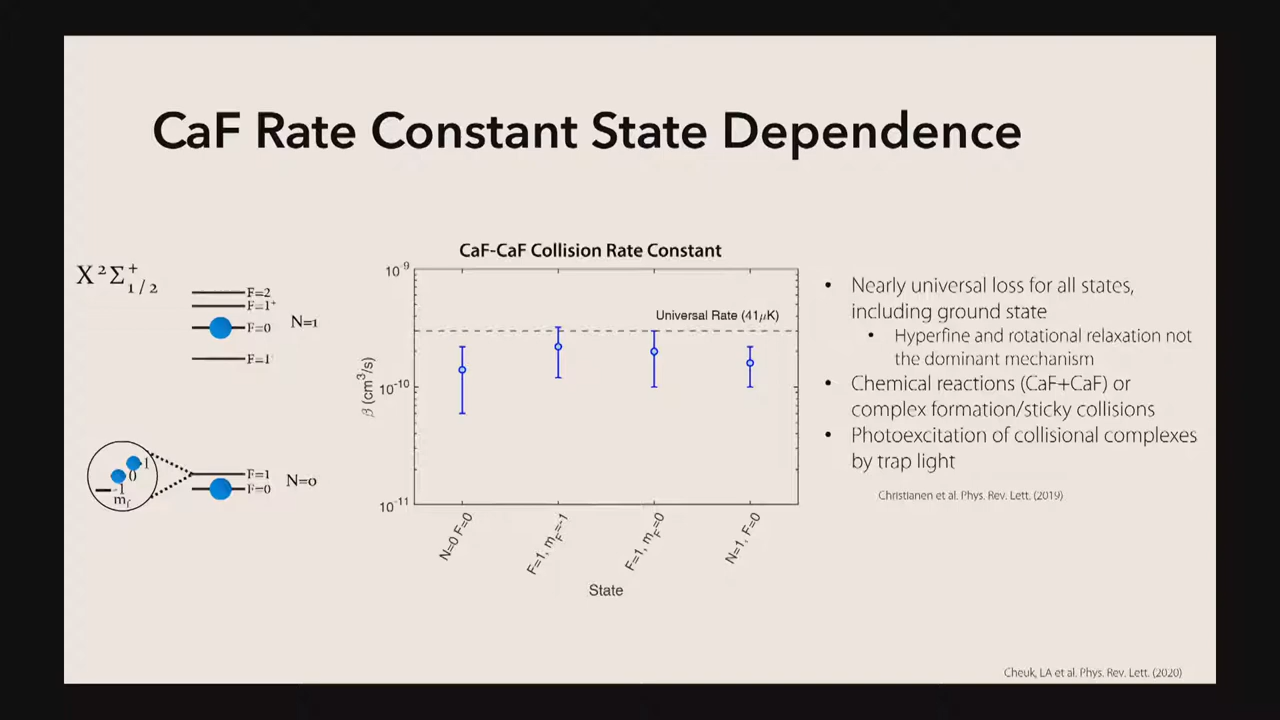 CaF Rate Constant State Dependence
X²Σ⁺₁/₂
F=2
F=1⁺
F=0
N=1
F=1⁻
1
0
-1
m_f
F=1
F=0
N=0
CaF-CaF Collision Rate Constant
10⁻⁹
10⁻¹⁰
10⁻¹¹
β (cm³/s)
Universal Rate (41μK)
N=0 F=0
F=1, m_F=-1
F=1, m_F=0
N=1, F=0
State
• Nearly universal loss for all states,
including ground state
• Hyperfine and rotational relaxation not
the dominant mechanism
• Chemical reactions (CaF+CaF) or
complex formation/sticky collisions
• Photoexcitation of collisional complexes
by trap light
Christianen et al. Phys. Rev. Lett. (2019)
Cheuk, LA et al. Phys. Rev. Lett. (2020)